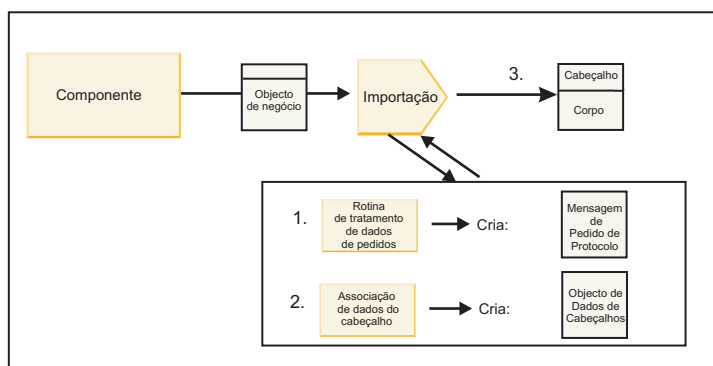 Componente
Objecto
de negócio
Importação
3.
Cabeçalho
Corpo
1.
Rotina
de tratamento
de dados
de pedidos
Cria:
Mensagem
de
Pedido de
Protocolo
2.
Associação
de dados do
cabeçalho
Cria:
Objecto de
Dados de
Cabeçalhos